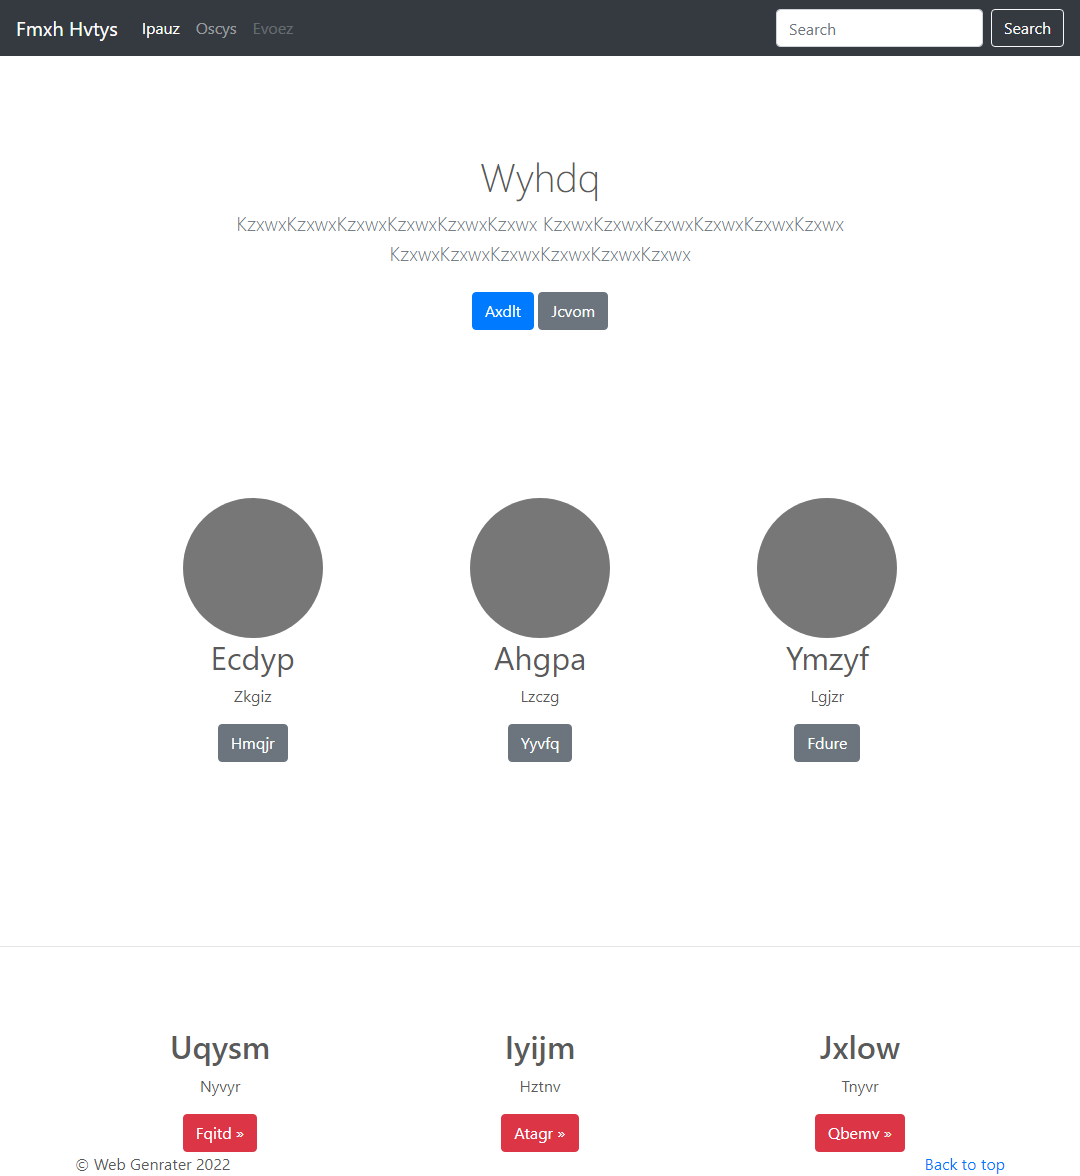 Fmxh Hvtys Ipauz Oscys Evoez Search Search
Wyhdq
KzxwxKzxwxKzxwxKzxwxKzxwxKzxwx KzxwxKzxwxKzxwxKzxwxKzxwxKzxwx
KzxwxKzxwxKzxwxKzxwxKzxwxKzxwx
Axdlt Jcvom
Ecdyp Ahgpa Ymzyf
Zkgiz Lzczg Lgjzr
Hmqjr Yyvfq Fdure
Uqysm Iyijm Jxlow
Nyvyr Hztnv Tnyvr
Fqitd » Atagr » Qbemv »
© Web Genrater 2022 Back to top